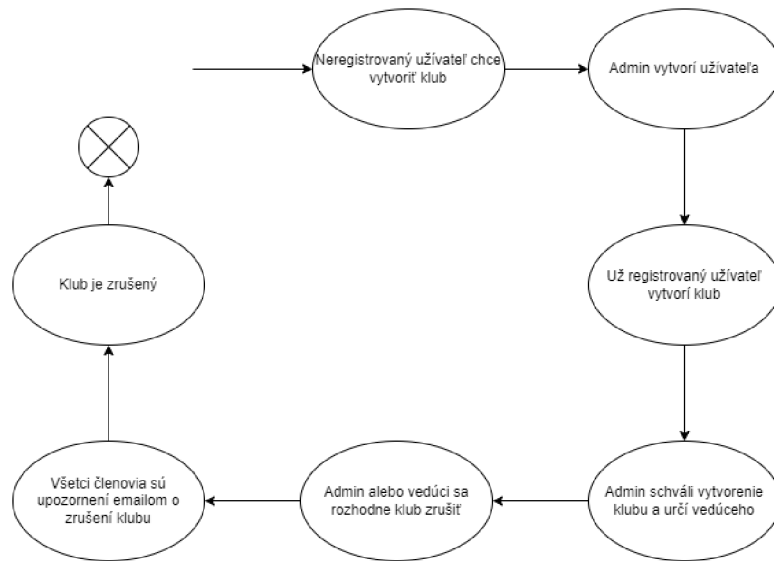 Neregistrovaný užívateľ chce
vytvoriť klub
Admin vytvorí užívateľa
Už registrovaný užívateľ
vytvorí klub
Admin schváli vytvorenie
klubu a určí vedúceho
Admin alebo vedúci sa
rozhodne klub zrušiť
Všetci členovia sú
upozornení emailom o
zrušení klubu
Klub je zrušený